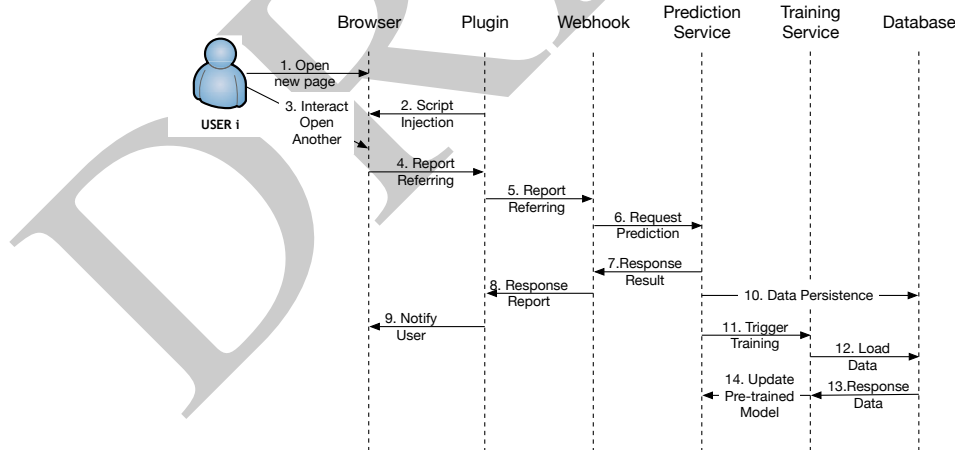 Browser
Plugin
Webhook
Prediction
Service
Training
Service
Database
USER i
1. Open
new page
3. Interact
Open
Another
2. Script
Injection
4. Report
Referring
5. Report
Referring
6. Request
Prediction
7.Response
Result
8. Response
Report
9. Notify
User
10. Data Persistence
11. Trigger
Training
12. Load
Data
13.Response
Data
14. Update
Pre-trained
Model